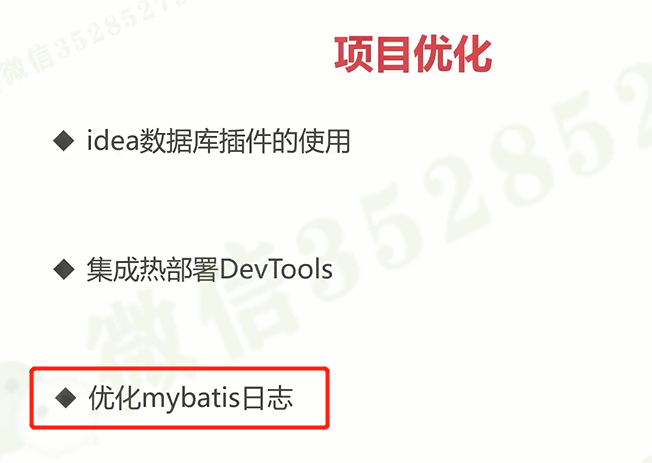 项目优化
◆ idea数据库插件的使用
◆ 集成热部署DevTools
◆ 优化mybatis日志
微信3528527
微信352852